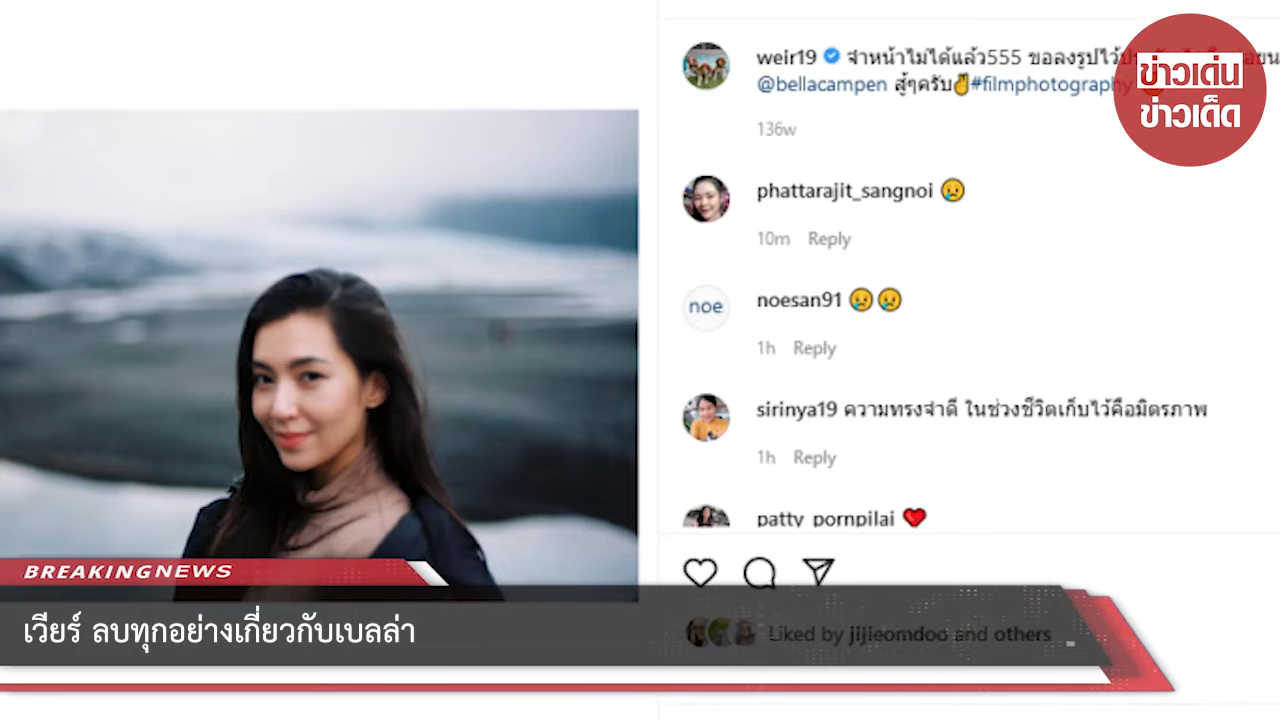 weir19 จำหน้าไม่ได้แล้ว555 ขอลงรูปไว้
@bellacampen สู้ๆครับ✌#filmphotography
136w
phattarajit_sangnoi 😥
10m Reply
noesan91 😥😥
1h Reply
sirinya19 ความทรงจำดี ในช่วงชีวิตเก็บไว้คือมิตรภาพ
1h Reply
patty_pornpilai ❤
Liked by jijieomdoo and others
noe
ข่าวเด่น
ข่าวเด็ด
BREAKINGNEWS
เวียร์ ลบทุกอย่างเกี่ยวกับเบลล่า